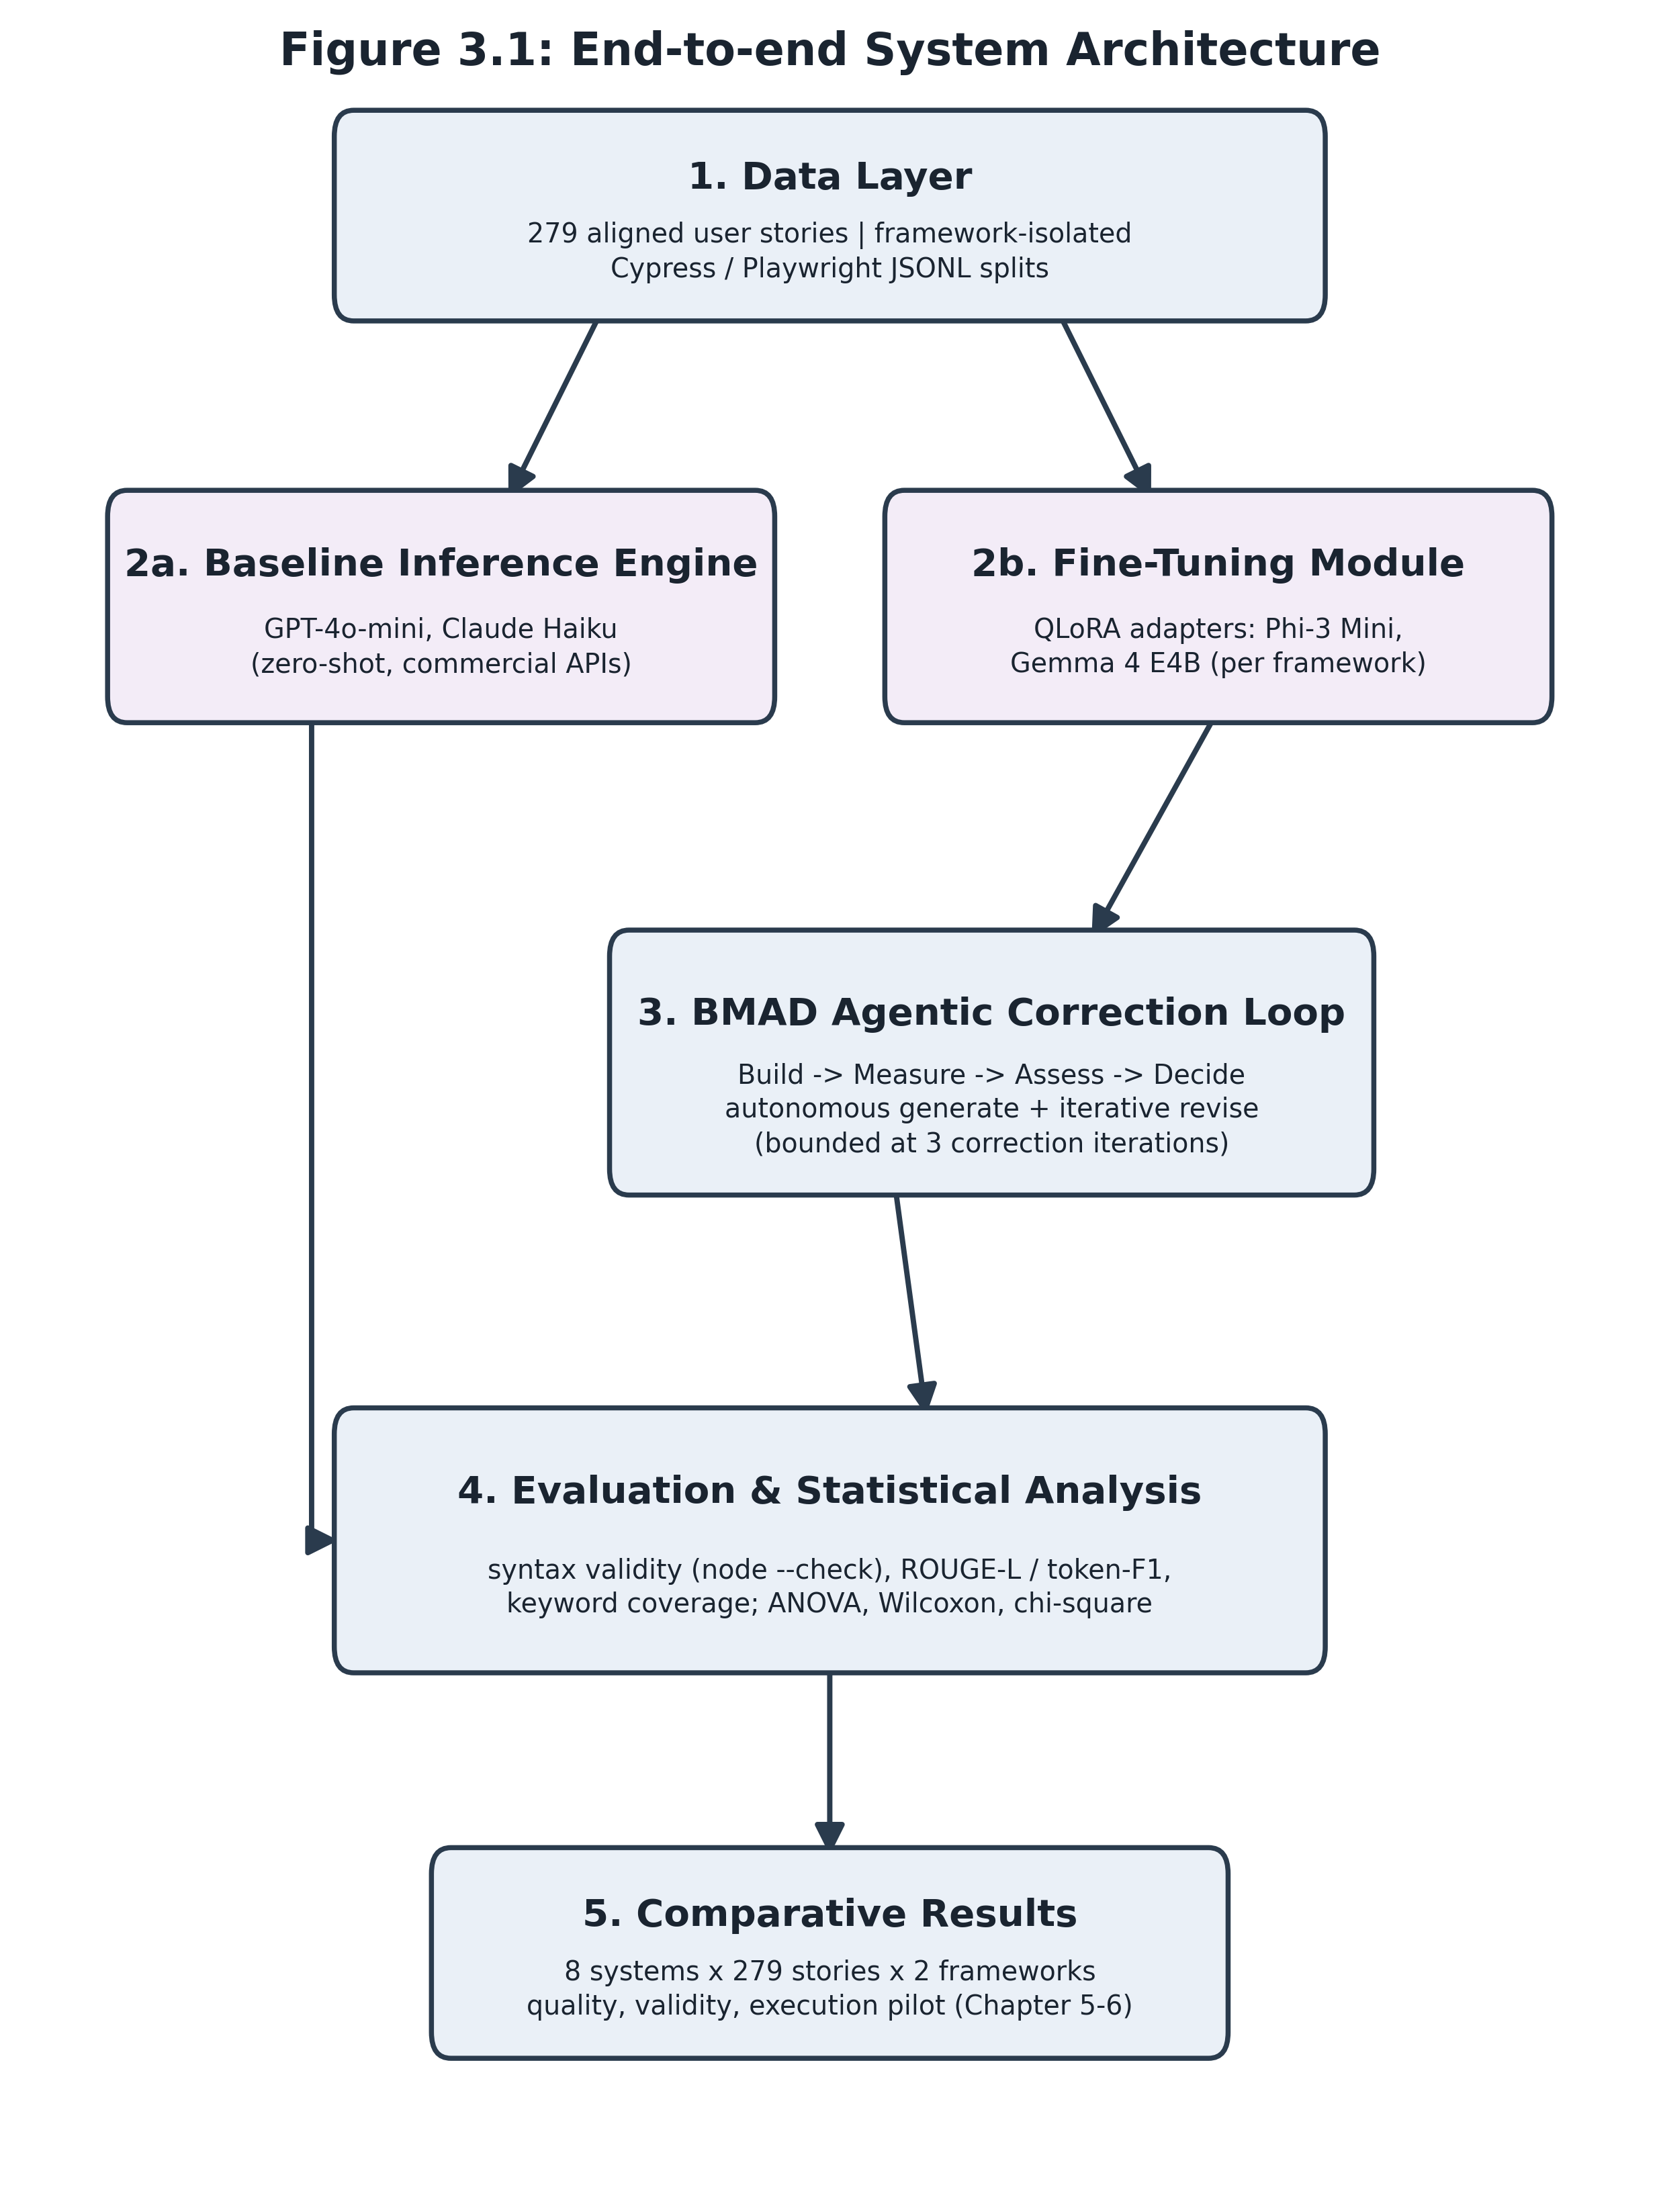 Figure 3.1: End-to-end System Architecture
1. Data Layer
279 aligned user stories | framework-isolated
Cypress / Playwright JSONL splits
2a. Baseline Inference Engine
GPT-4o-mini, Claude Haiku
(zero-shot, commercial APIs)
2b. Fine-Tuning Module
QLoRA adapters: Phi-3 Mini,
Gemma 4 E4B (per framework)
3. BMAD Agentic Correction Loop
Build -> Measure -> Assess -> Decide
autonomous generate + iterative revise
(bounded at 3 correction iterations)
4. Evaluation & Statistical Analysis
syntax validity (node --check), ROUGE-L / token-F1,
keyword coverage; ANOVA, Wilcoxon, chi-square
5. Comparative Results
8 systems x 279 stories x 2 frameworks
quality, validity, execution pilot (Chapter 5-6)